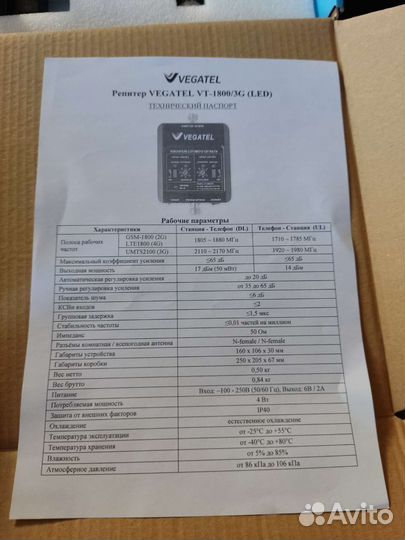 VEGATEL
Репитер VEGATEL VT-1800/3G (LED)
ТЕХНИЧЕСКИЙ ПАСПОРТ
VEGATEL
Рабочие параметры
Характеристики Станция - Телефон (DL) Телефон - Станция (UL)
Полоса рабочих частот GSM-1800 (2G) LTE1800 (4G) 1805 – 1880 МГц 1710 – 1785 МГц
UMTS2100 (3G) 2110 – 2170 МГц 1920 – 1980 МГц
Максимальный коэффициент усиления ≤65 дБ ≤65 дБ
Выходная мощность 17 дБм (50 мВт) 14 дБм
Автоматическая регулировка усиления до 20 дБ
Ручная регулировка усиления от 35 до 65 дБ
Показатель шума ≤6 дБ
КСВн входов ≤2
Групповая задержка ≤1,5 мкс
Стабильность частоты ≤0,01 частей на миллион
Импеданс 50 Ом
Разъёмы комнатной / всепогодная антенна N-female / N-female
Габариты устройства 160 x 106 x 30 мм
Габариты коробки 250 x 205 x 67 мм
Вес нетто 0,50 кг
Вес брутто 0,84 кг
Питание Вход: ~100 - 250В (50/60 Гц), Выход: 6В / 2А
Потребляемая мощность 4 Вт
Защита от внешних факторов IP40
Охлаждение естественное охлаждение
Температура эксплуатации от -25°C до +55°C
Температура хранения от -40°C до +80°C
Влажность от 5% до 85%
Атмосферное давление от 86 кПа до 106 кПа
Avito